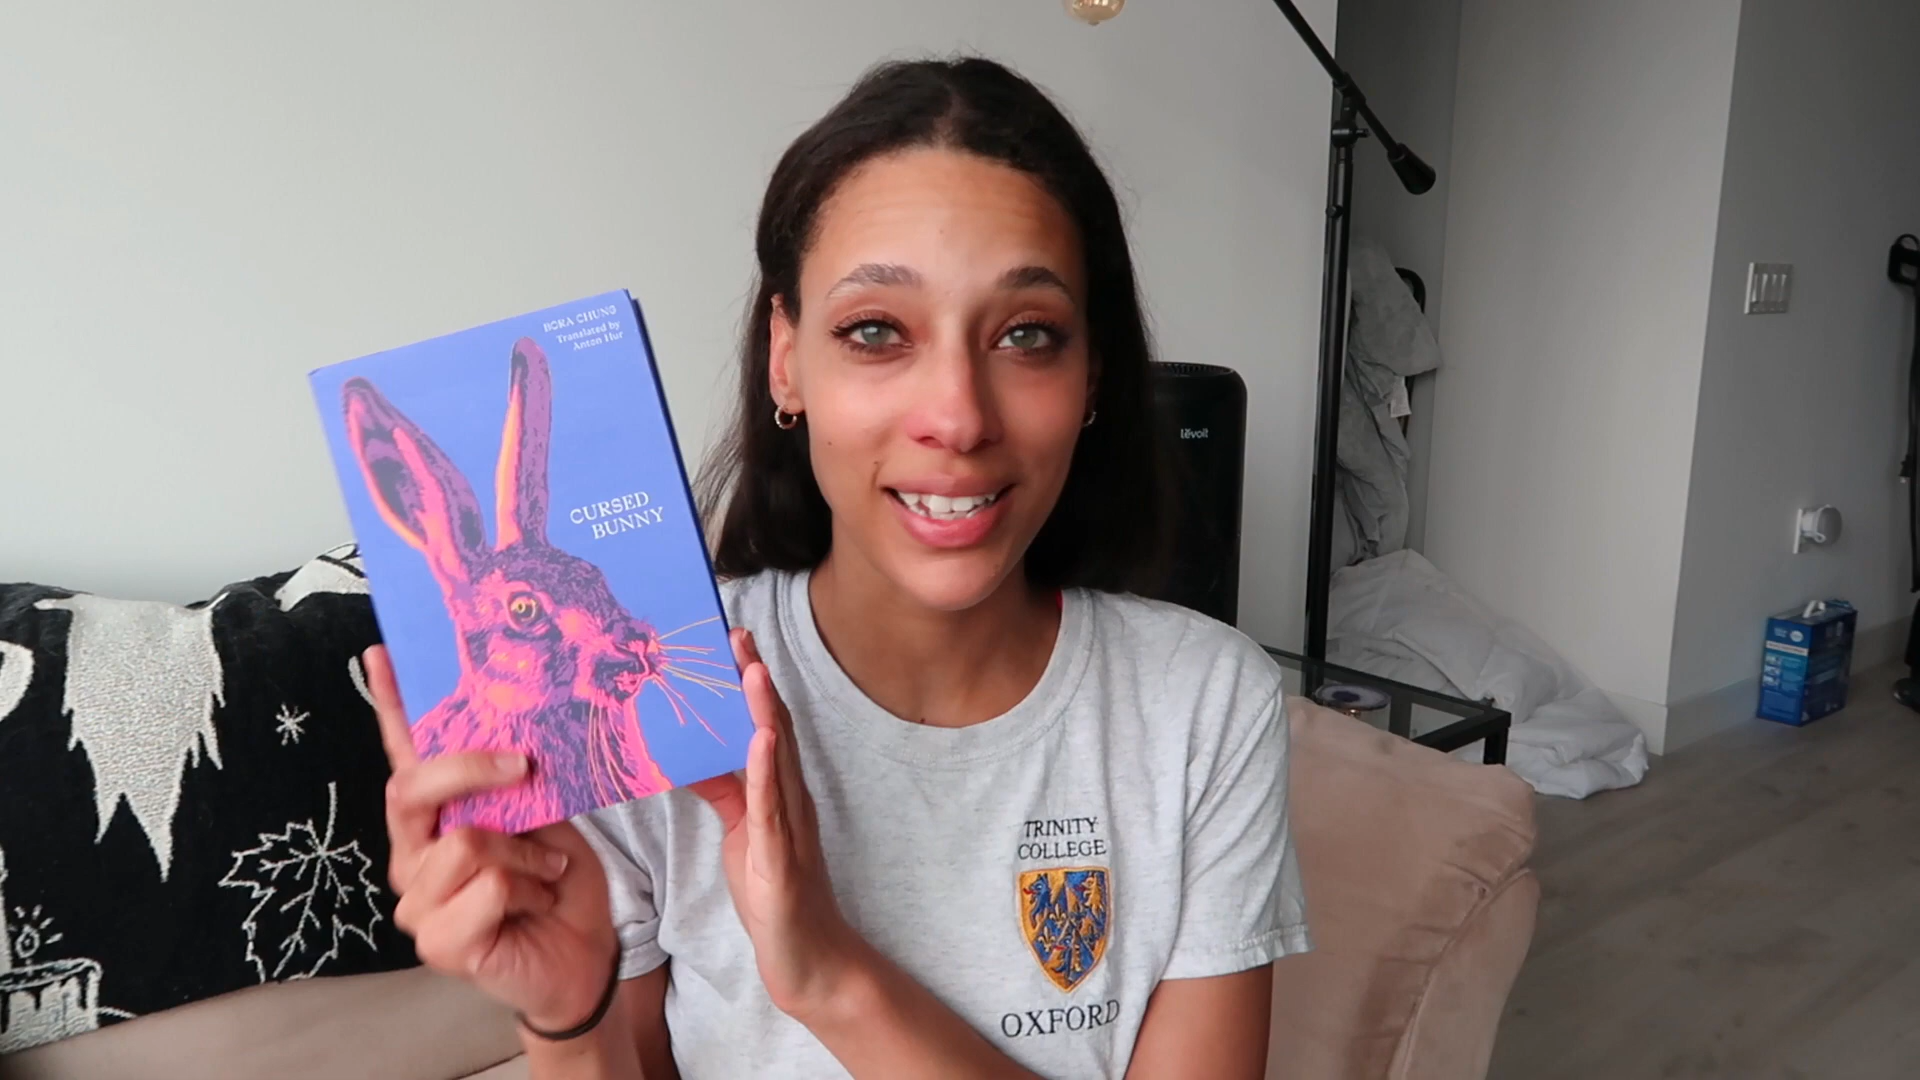 BORA CHUNG
Translated by
Anton Hur
CURSED
BUNNY
levoit
TRINITY
COLLEGE
OXFORD